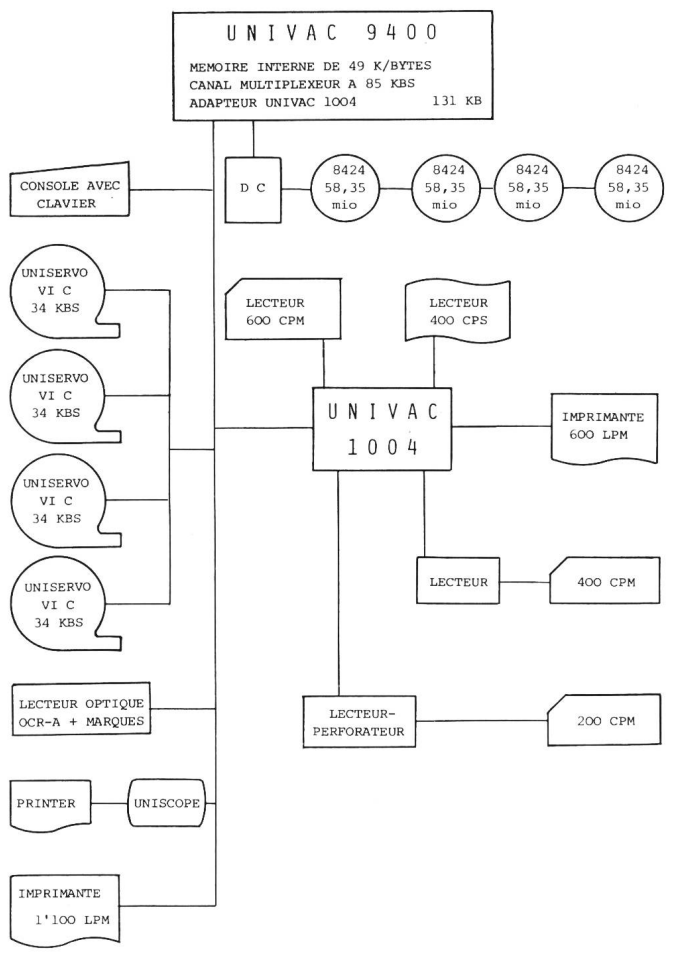 UNIVAC 9400
MEMOIRE INTERNE DE 49 K/BYTES
CANAL MULTIPLEXEUR A 85 KBS
ADAPTEUR UNIVAC 1004 131 KB
CONSOLE AVEC
CLAVIER
D C
8424
58,35
mio
8424
58,35
mio
8424
58,35
mio
8424
58,35
mio
UNISERVO
VI C
34 KBS
UNISERVO
VI C
34 KBS
UNISERVO
VI C
34 KBS
UNISERVO
VI C
34 KBS
LECTEUR
600 CPM
LECTEUR
400 CPS
UNIVAC
1004
IMPRIMANTE
600 LPM
LECTEUR
400 CPM
LECTEUR-
PERFORATEUR
200 CPM
LECTEUR OPTIQUE
OCR-A + MARQUES
PRINTER
UNISCOPE
IMPRIMANTE
1'100 LPM